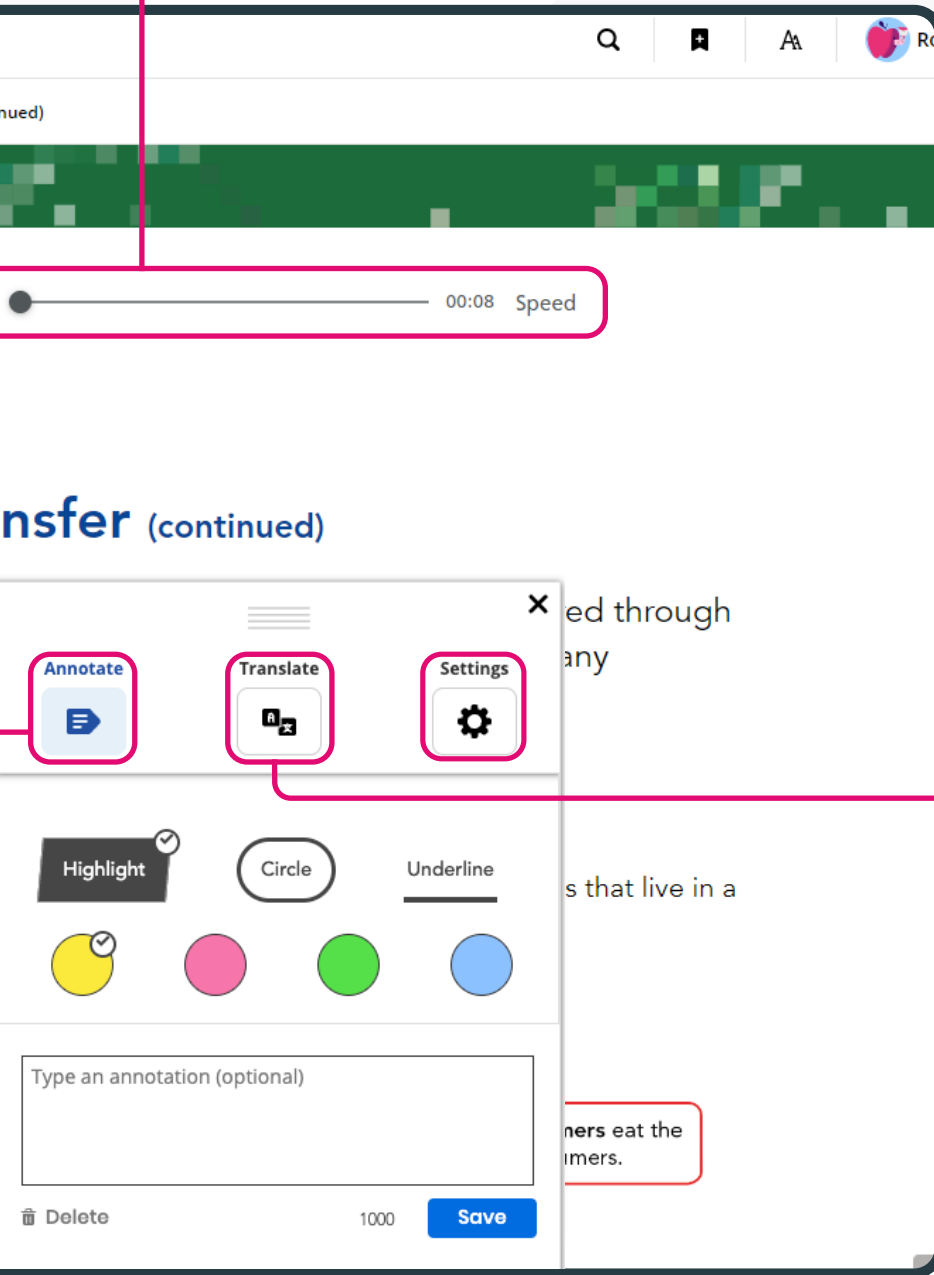 Ro
nued)
00:08 Speed
nsfer (continued)
ed through
any
Annotate Translate Settings
Highlight Circle Underline
s that live in a
Type an annotation (optional)
mers eat the
umers.
Delete 1000 Save